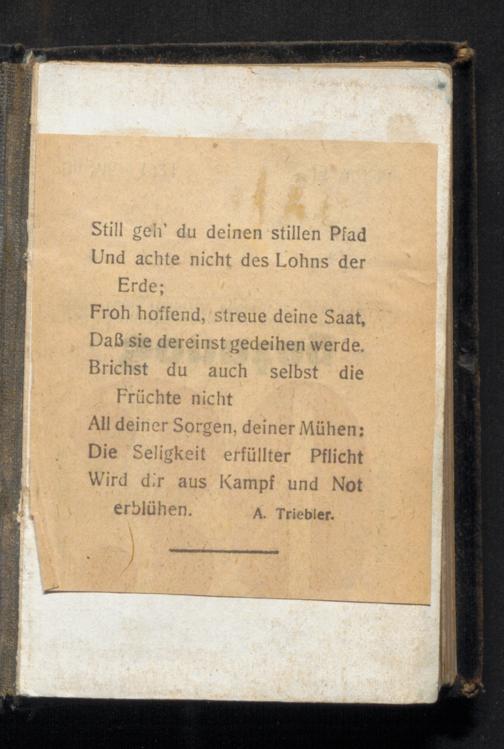 Still geh' du deinen stillen Pfad
Und achte nicht des Lohns der
Erde;
Froh hoffend, streue deine Saat,
Daß sie dereinst gedeihen werde.
Brichst du auch selbst die
Früchte nicht
All deiner Sorgen, deiner Mühen:
Die Seligkeit erfüllter Pflicht
Wird dir aus Kampf und Not
erblühen. A. Triebler.